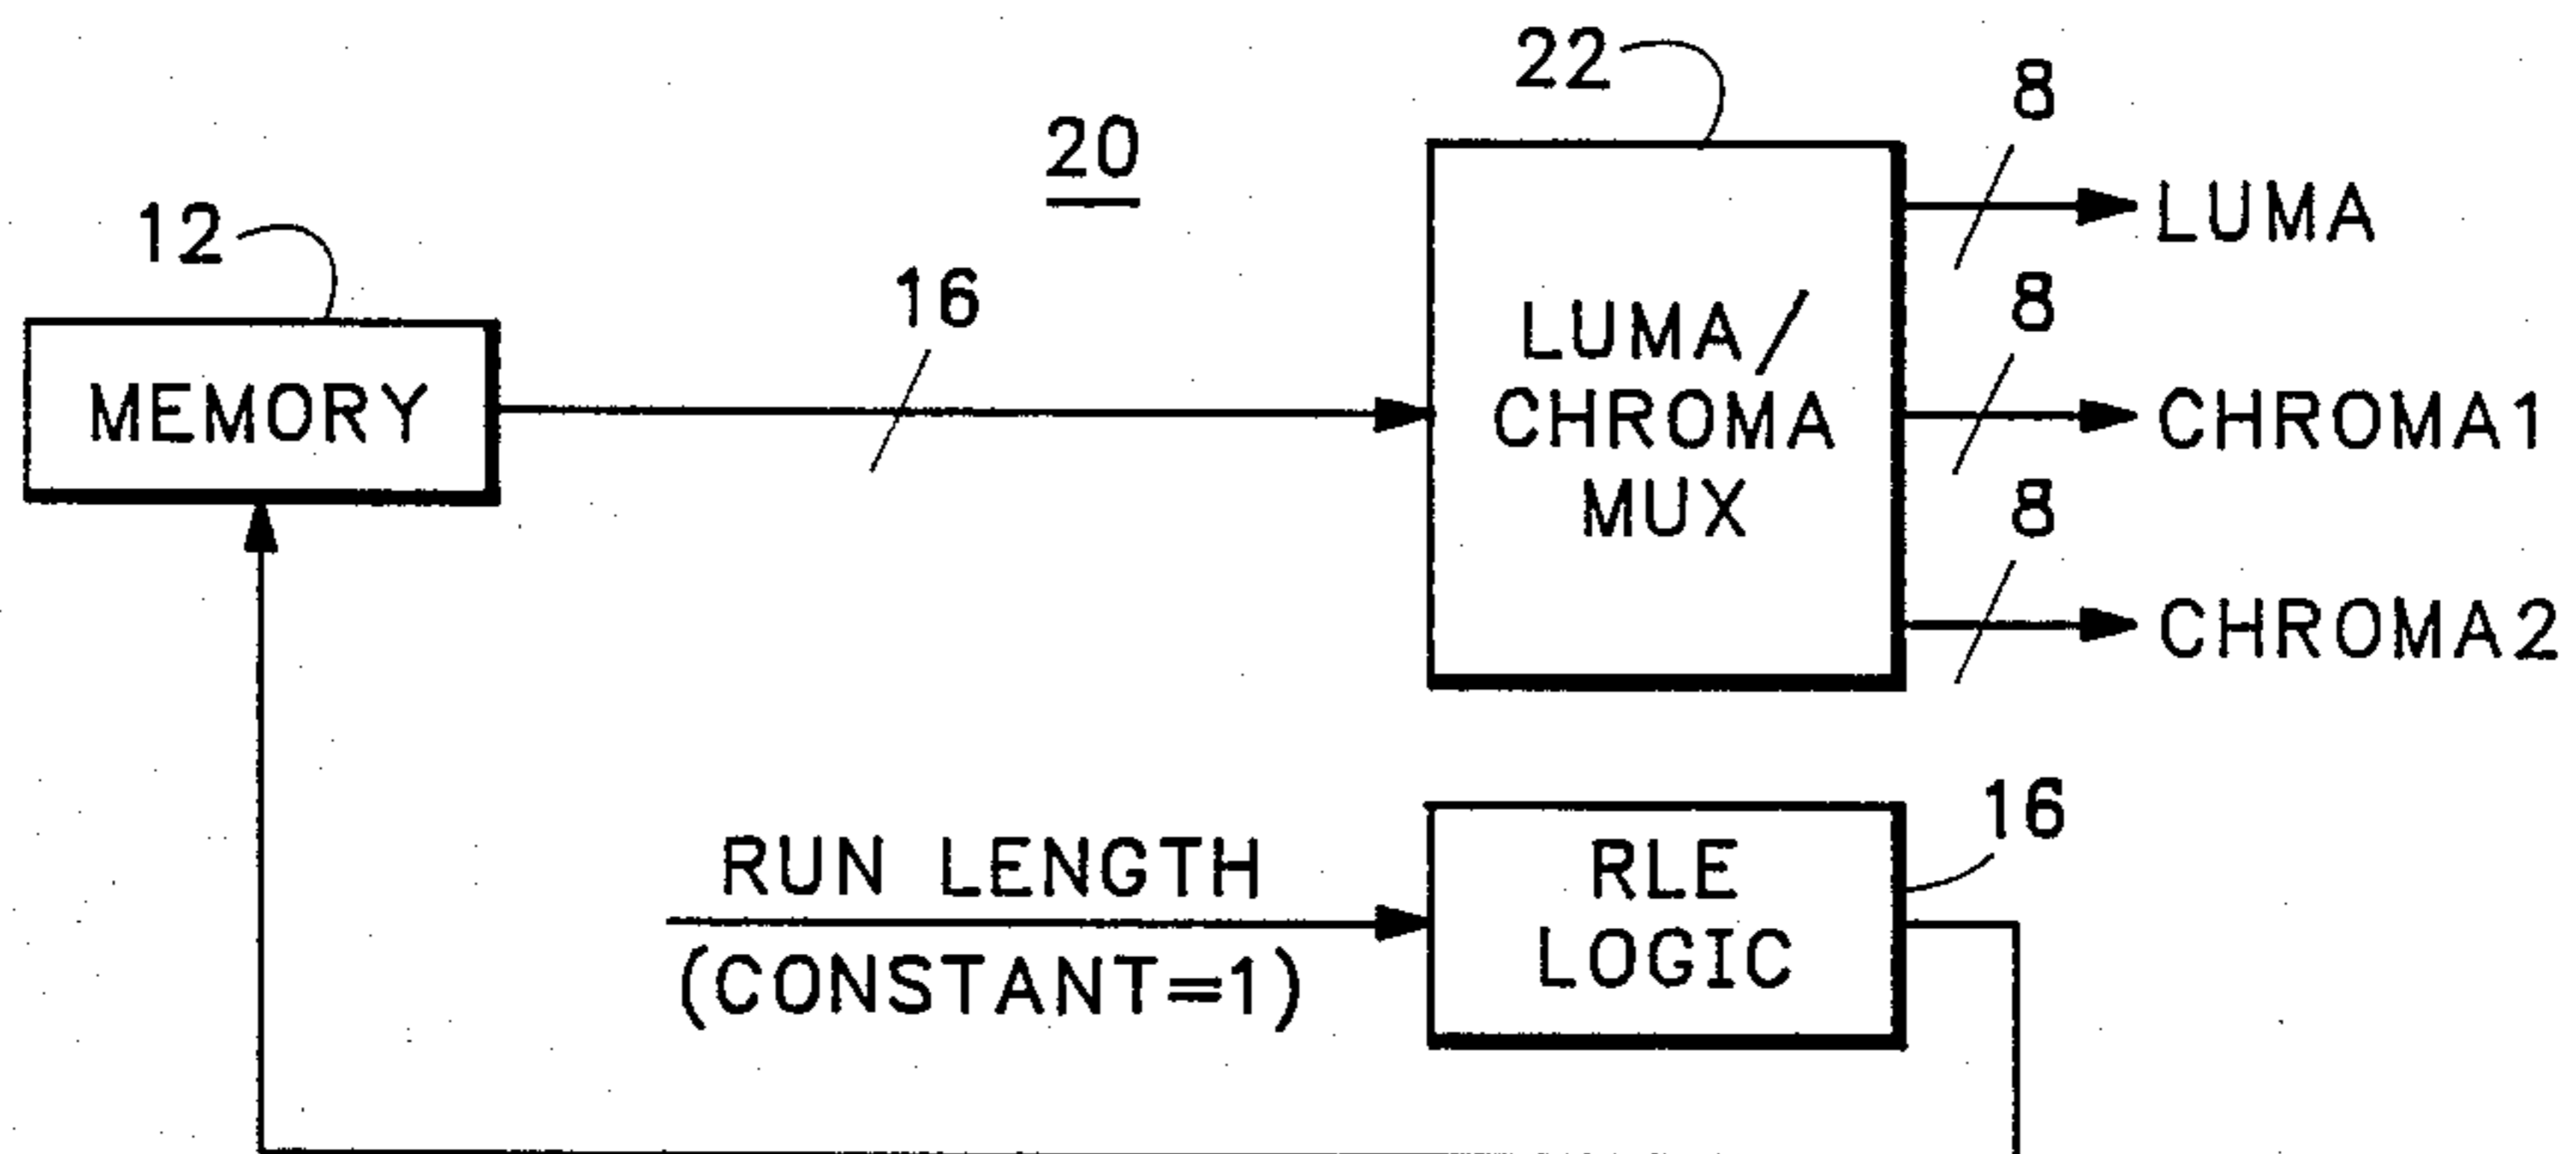 22
8
20
LUMA
12
16
8
LUMA/
MEMORY
CHROMA
CHROMA1
MUX
8
CHROMA2
16
RUN LENGTH
RLE
(CONSTANT=1)
LOGIC